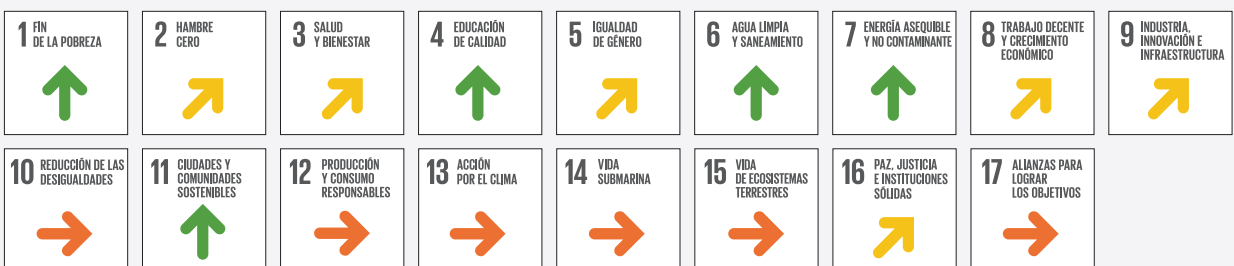 1 FIN
DE LA POBREZA
2 HAMBRE
CERO
3 SALUD
Y BIENESTAR
4 EDUCACIÓN
DE CALIDAD
5 IGUALDAD
DE GÉNERO
6 AGUA LIMPIA
Y SANEAMIENTO
7 ENERGÍA ASEQUIBLE
Y NO CONTAMINANTE
8 TRABAJO DECENTE
Y CRECIMIENTO
ECONÓMICO
9 INDUSTRIA,
INNOVACIÓN E
INFRAESTRUCTURA
10 REDUCCIÓN DE LAS
DESIGUALDADES
11 CIUDADES Y
COMUNIDADES
SOSTENIBLES
12 PRODUCCIÓN
Y CONSUMO
RESPONSABLES
13 ACCIÓN
POR EL CLIMA
14 VIDA
SUBMARINA
15 VIDA
DE ECOSISTEMAS
TERRESTRES
16 PAZ, JUSTICIA
E INSTITUCIONES
SÓLIDAS
17 ALIANZAS PARA
LOGRAR
LOS OBJETIVOS